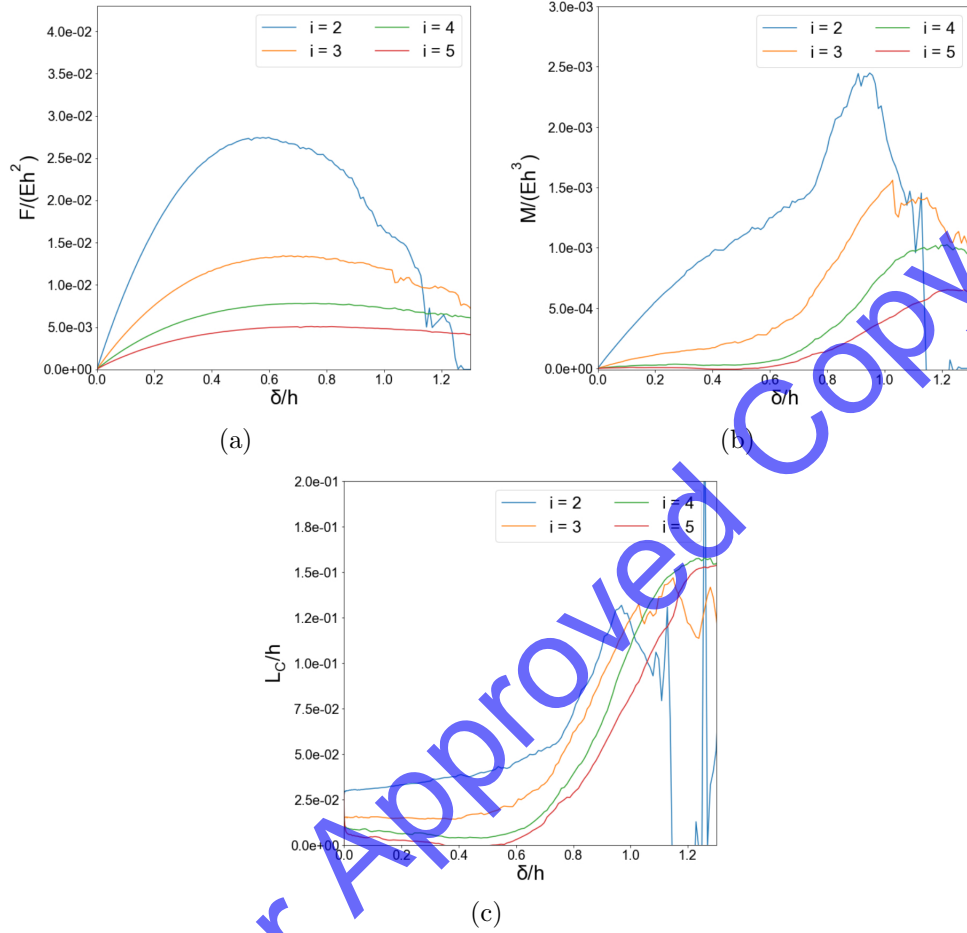 F/(Eh²)
4.0e-02
3.5e-02
3.0e-02
2.5e-02
2.0e-02
1.5e-02
1.0e-02
5.0e-03
0.0e+00
i = 2 i = 4
i = 3 i = 5
0.0 0.2 0.4 0.6 0.8 1.0 1.2
δ/h
(a)
M/(Eh³)
3.0e-03
2.5e-03
2.0e-03
1.5e-03
1.0e-03
5.0e-04
0.0e+00
i = 2 i = 4
i = 3 i = 5
0.0 0.2 0.4 0.6 0.8 1.0 1.2
δ/h
(b)
L_C/h
2.0e-01
1.8e-01
1.5e-01
1.2e-01
1.0e-01
7.5e-02
5.0e-02
2.5e-02
0.0e+00
i = 2 i = 4
i = 3 i = 5
0.0 0.2 0.4 0.6 0.8 1.0 1.2
δ/h
(c)
r Approved Copy